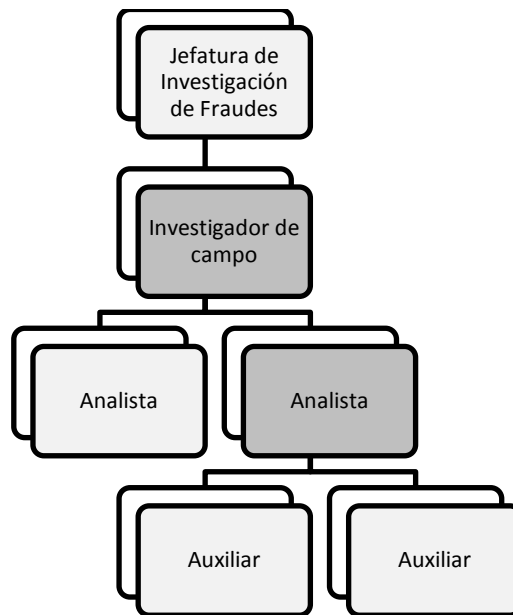 Jefatura de
Investigación
de Fraudes
Investigador de
campo
Analista
Analista
Auxiliar
Auxiliar